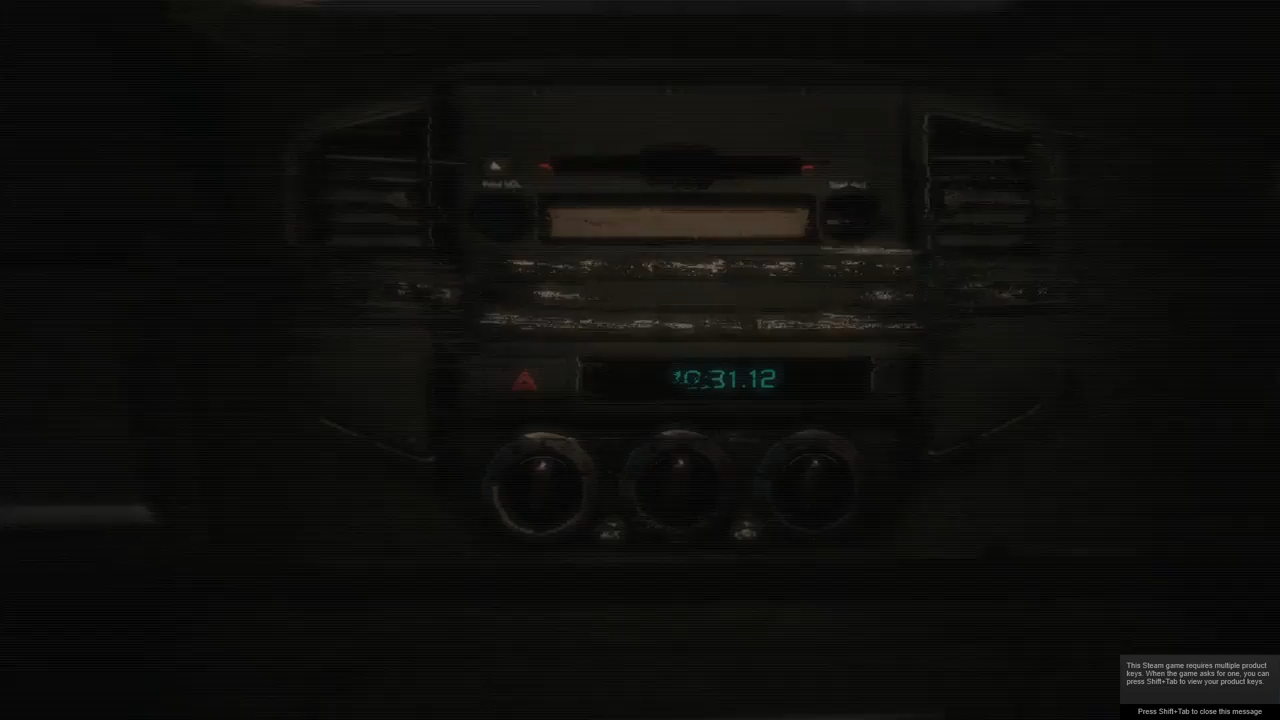 10:31.12
This Steam game requires multiple product
keys. When the game asks for one, you can
press Shift+Tab to view your product keys.
Press Shift+Tab to close this message